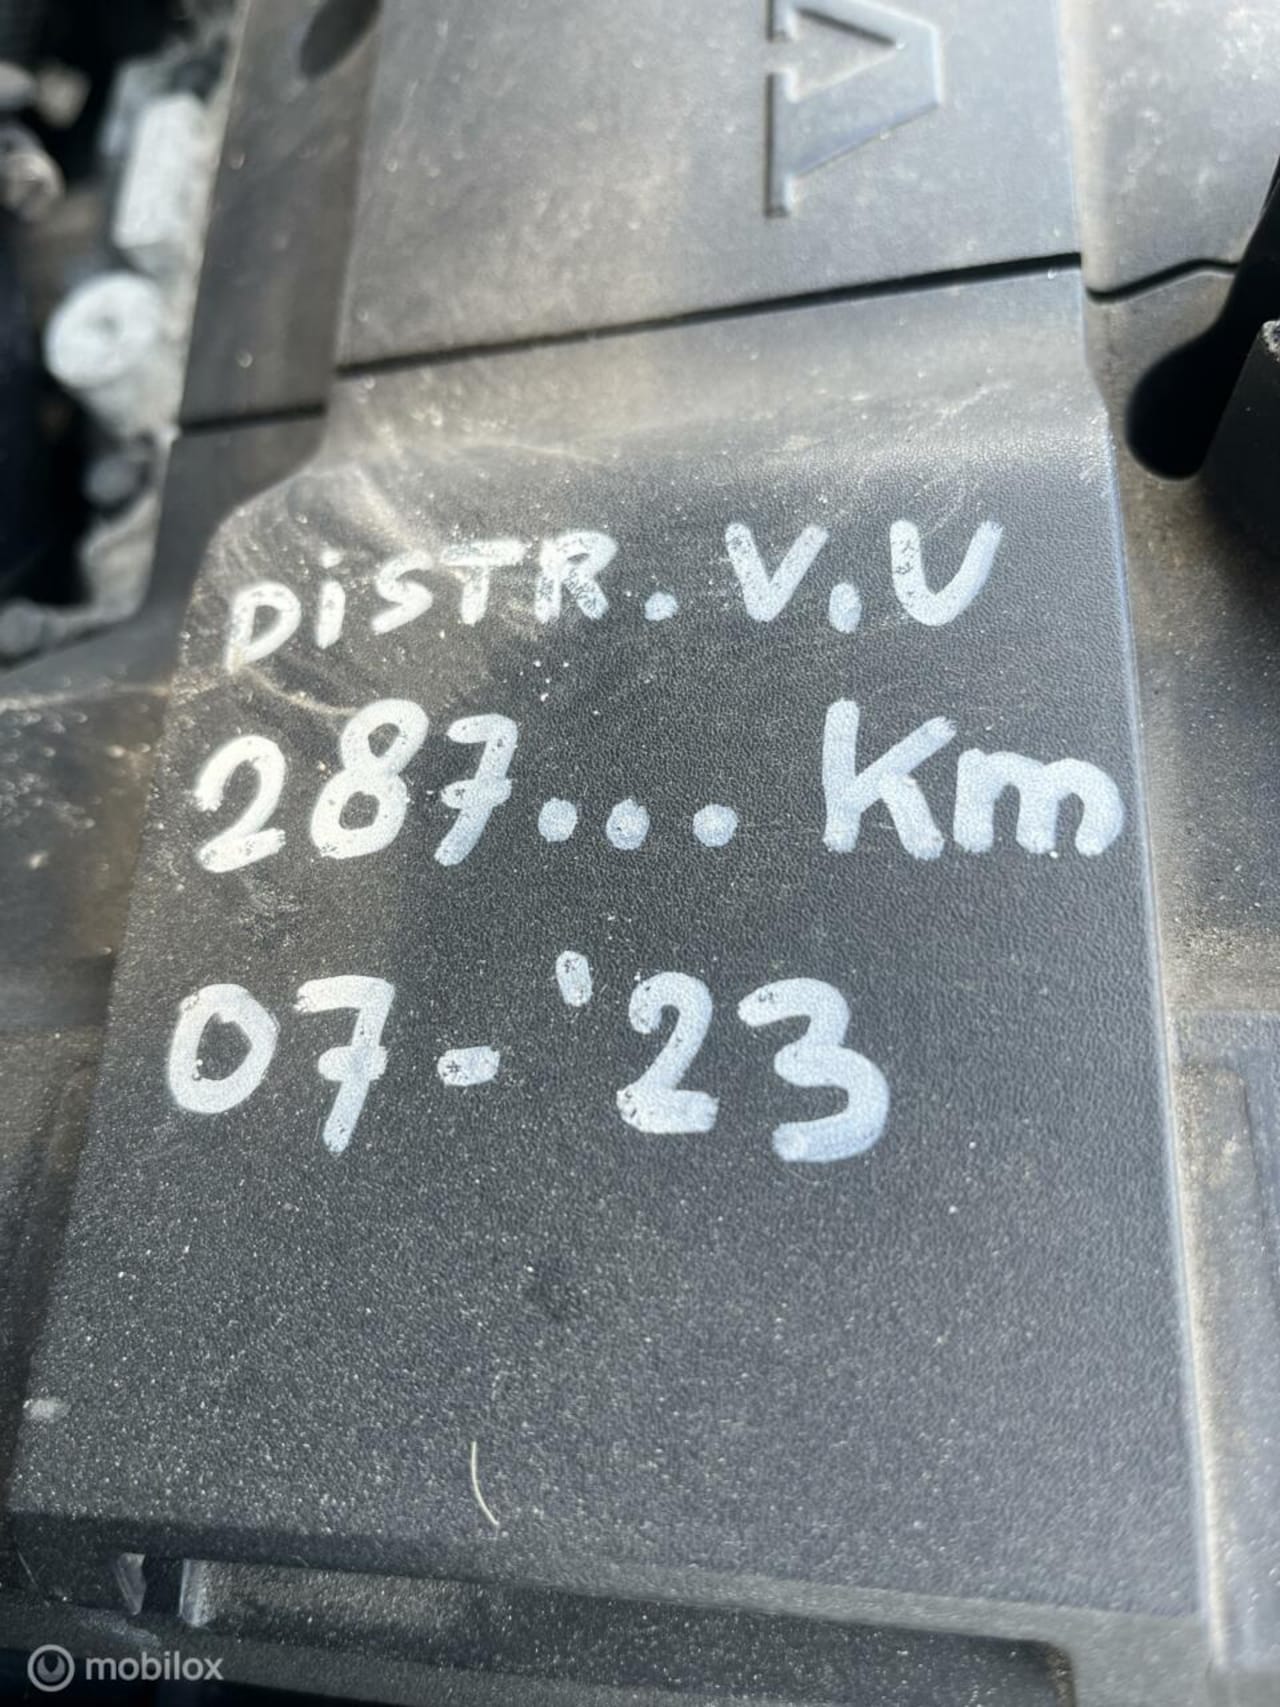 V
DiSTR. V.V
287... Km
07-'23
mobilox